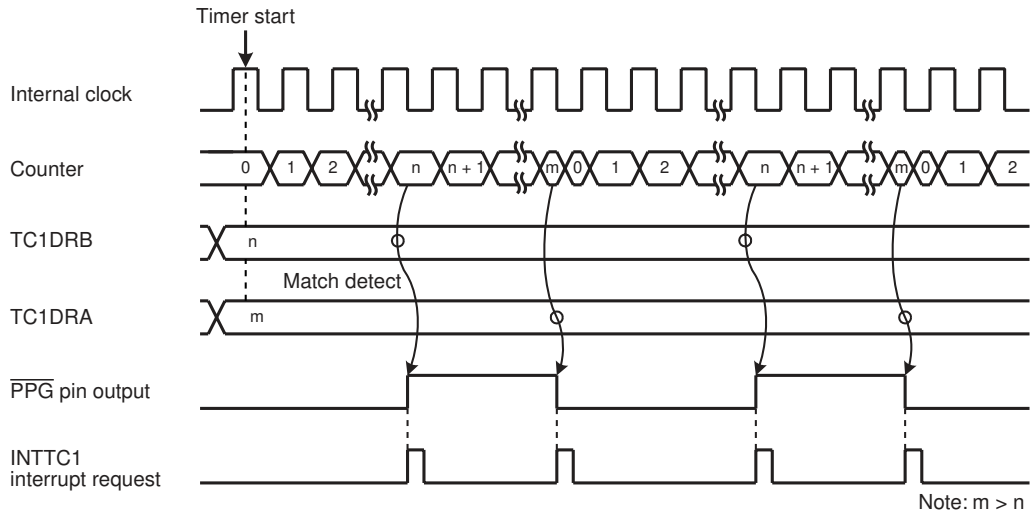 Timer start
Internal clock
Counter 0 1 2 n n + 1 m 0 1 2 n n + 1 m 0 1 2
TC1DRB n
Match detect
TC1DRA m
PPG pin output
INTTC1
interrupt request
Note: m > n